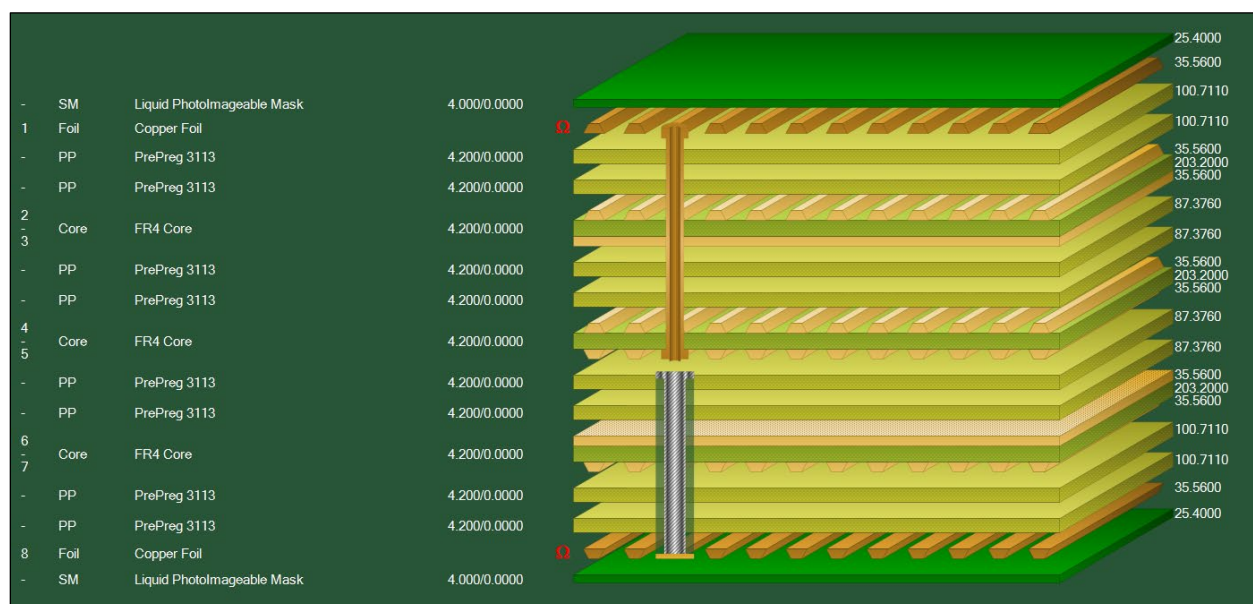 25.4000
35.5600
100.7110
- SM Liquid PhotoImageable Mask 4.000/0.0000
1 Foil Copper Foil Ω
100.7110
- PP PrePreg 3113 4.200/0.0000
35.5600
203.2000
35.5600
- PP PrePreg 3113 4.200/0.0000
87.3760
2 - 3 Core FR4 Core 4.200/0.0000
87.3760
- PP PrePreg 3113 4.200/0.0000
35.5600
203.2000
35.5600
- PP PrePreg 3113 4.200/0.0000
87.3760
4 - 5 Core FR4 Core 4.200/0.0000
87.3760
- PP PrePreg 3113 4.200/0.0000
35.5600
203.2000
35.5600
- PP PrePreg 3113 4.200/0.0000
100.7110
6 - 7 Core FR4 Core 4.200/0.0000
100.7110
- PP PrePreg 3113 4.200/0.0000
35.5600
25.4000
- PP PrePreg 3113 4.200/0.0000
8 Foil Copper Foil Ω
- SM Liquid PhotoImageable Mask 4.000/0.0000